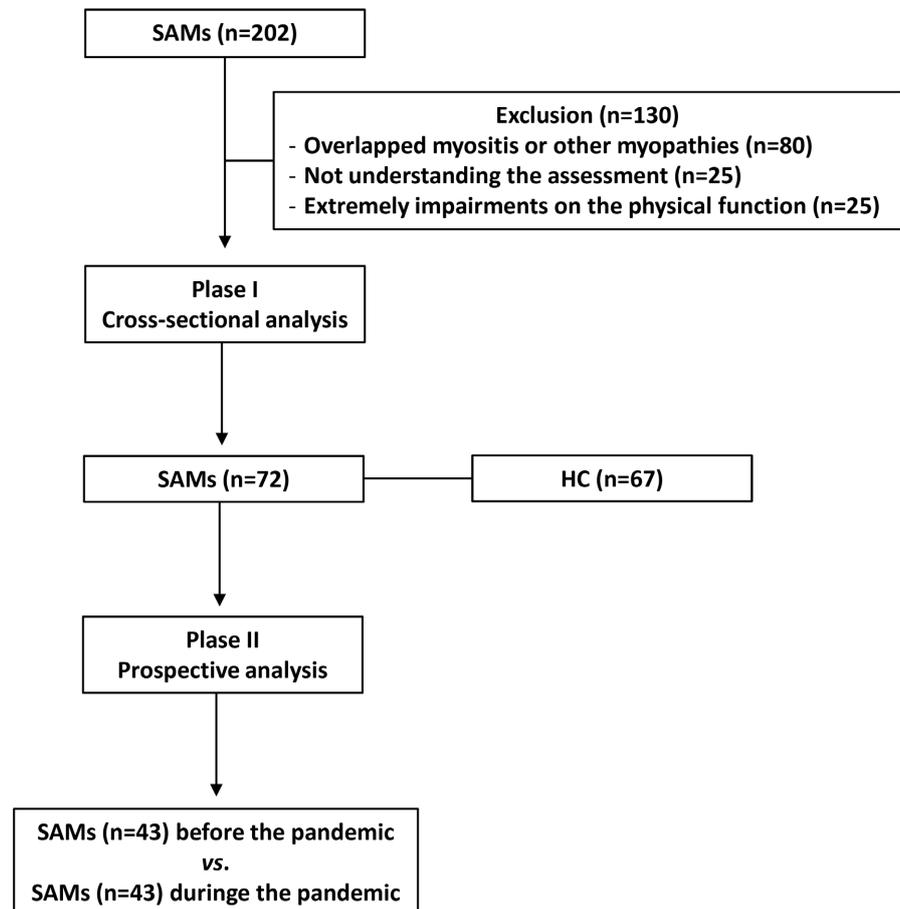 SAMs (n=202)
Exclusion (n=130)
- Overlapped myositis or other myopathies (n=80)
- Not understanding the assessment (n=25)
- Extremely impairments on the physical function (n=25)
Plase I
Cross-sectional analysis
SAMs (n=72)
HC (n=67)
Plase II
Prospective analysis
SAMs (n=43) before the pandemic
vs.
SAMs (n=43) duringe the pandemic